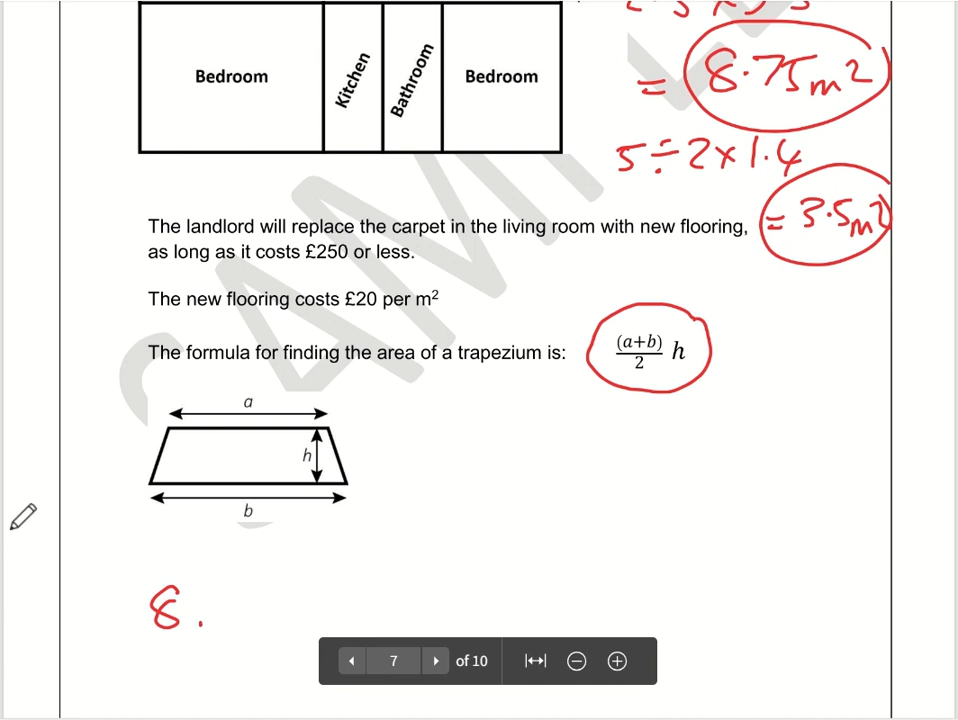 = 8.75m2
Bedroom
Kitchen
Bathroom
Bedroom
5÷2×1.4
= 3.5m2
The landlord will replace the carpet in the living room with new flooring,
as long as it costs £250 or less.
The new flooring costs £20 per m²
The formula for finding the area of a trapezium is: (a+b)/2 h
a
h
b
8.
7 of 10